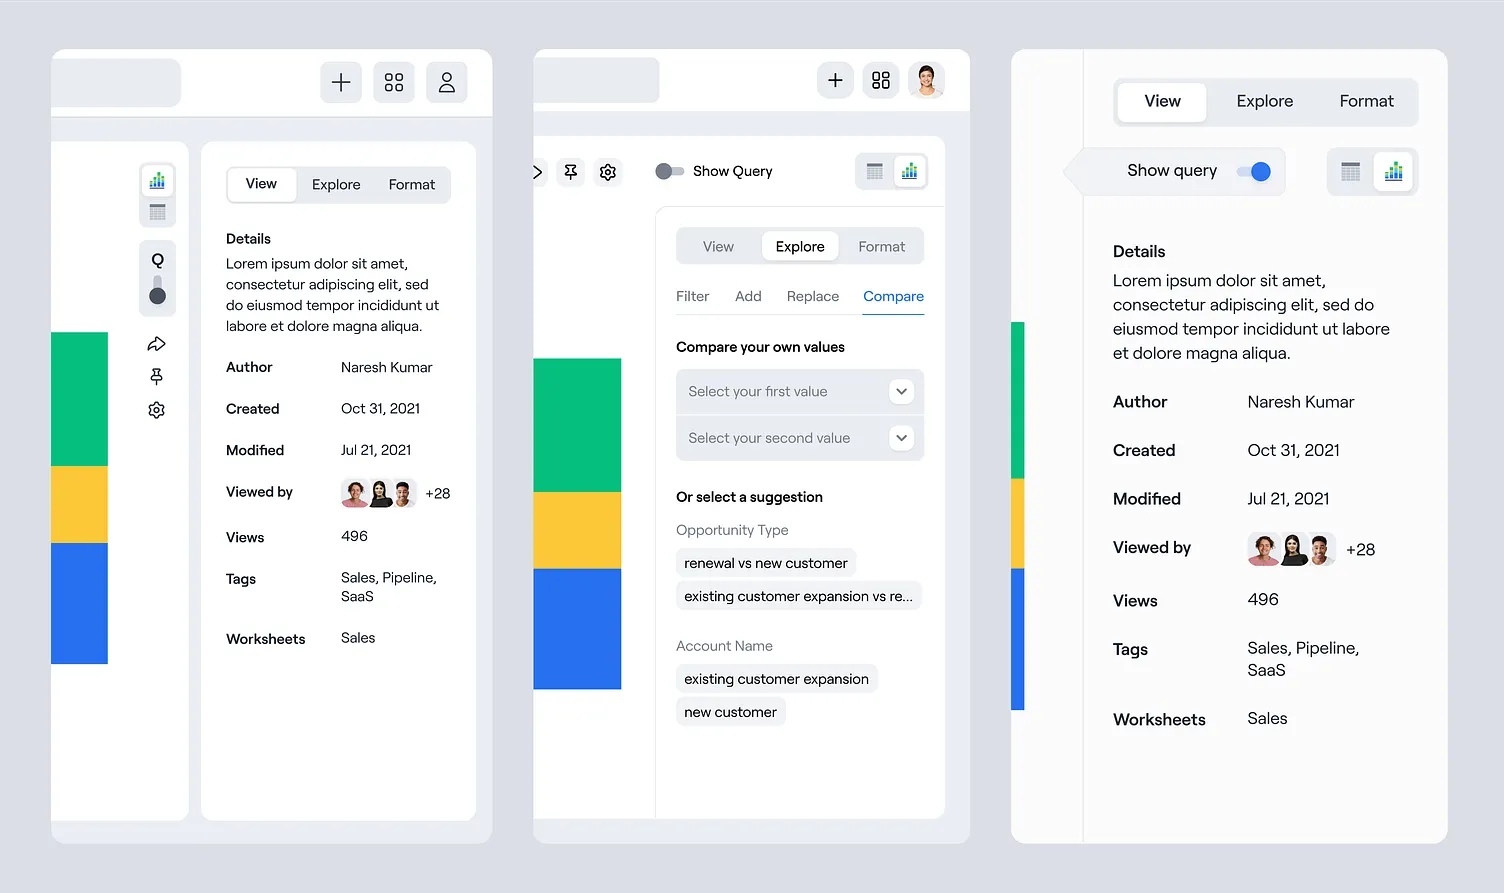 View Explore Format
Q
Details
Lorem ipsum dolor sit amet,
consectetur adipiscing elit, sed
do eiusmod tempor incididunt ut
labore et dolore magna aliqua.
Author Naresh Kumar
Created Oct 31, 2021
Modified Jul 21, 2021
Viewed by +28
Views 496
Tags Sales, Pipeline,
SaaS
Worksheets Sales
Show Query
View Explore Format
Filter Add Replace Compare
Compare your own values
Select your first value
Select your second value
Or select a suggestion
Opportunity Type
renewal vs new customer
existing customer expansion vs re...
Account Name
existing customer expansion
new customer
View Explore Format
Show query
Details
Lorem ipsum dolor sit amet,
consectetur adipiscing elit, sed do
eiusmod tempor incididunt ut labore
et dolore magna aliqua.
Author Naresh Kumar
Created Oct 31, 2021
Modified Jul 21, 2021
Viewed by +28
Views 496
Tags Sales, Pipeline,
SaaS
Worksheets Sales